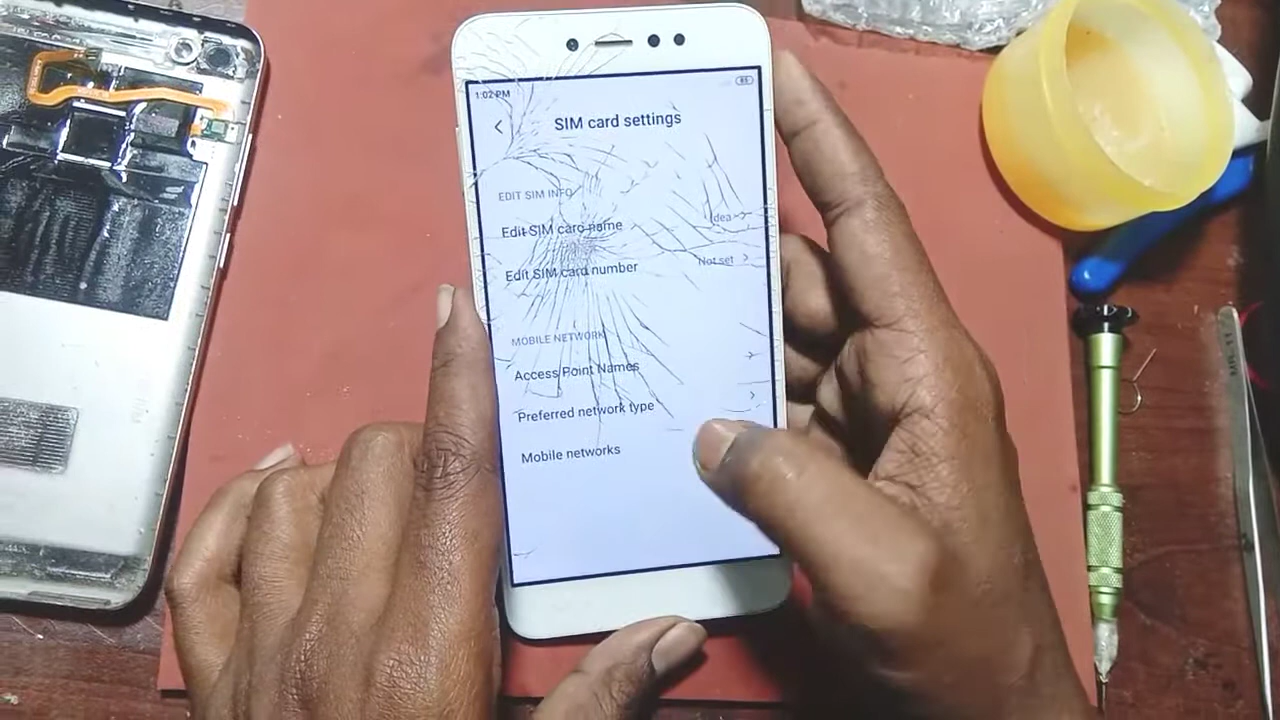 1:02 PM
85
SIM card settings
EDIT SIM INFO
Edit SIM card name
Idea
Edit SIM card number
Not set
MOBILE NETWORK
Access Point Names
Preferred network type
Mobile networks